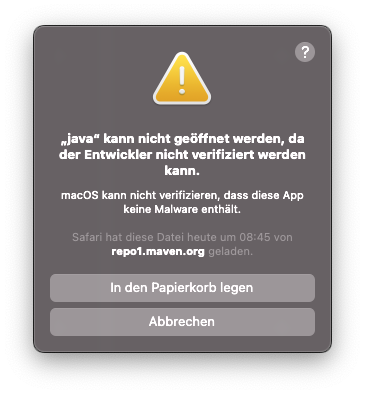 ?
„java“ kann nicht geöffnet werden, da
der Entwickler nicht verifiziert werden
kann.
macOS kann nicht verifizieren, dass diese App
keine Malware enthält.
Safari hat diese Datei heute um 08:45 von
repo1.maven.org geladen.
In den Papierkorb legen
Abbrechen